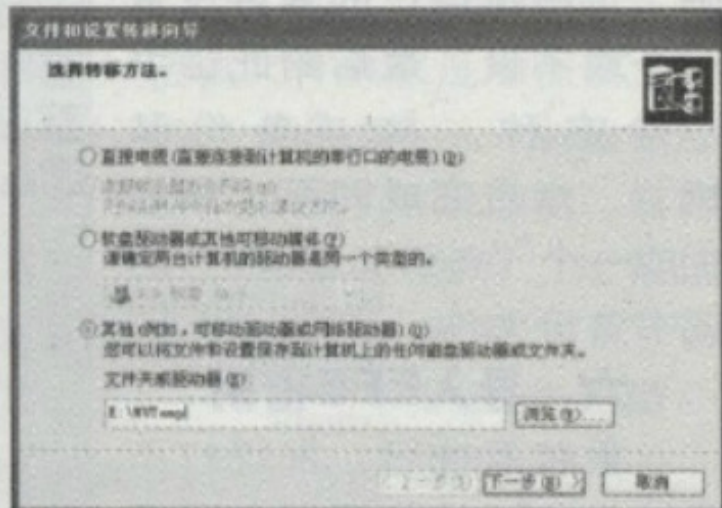 文件和设置转移向导
选择转移方法。
直接电缆(直接连接到计算机的串行口的电缆)(D)
软盘驱动器或其他可移动媒体(P)
请确定两台计算机的驱动器是同一个类型的。
其他(例如，可移动驱动器或网络驱动器)(O)
您可以将文件和设置保存到计算机上的任何磁盘驱动器或文件夹。
文件夹或驱动器(E)
浏览(R)...
下一步(N) >
取消